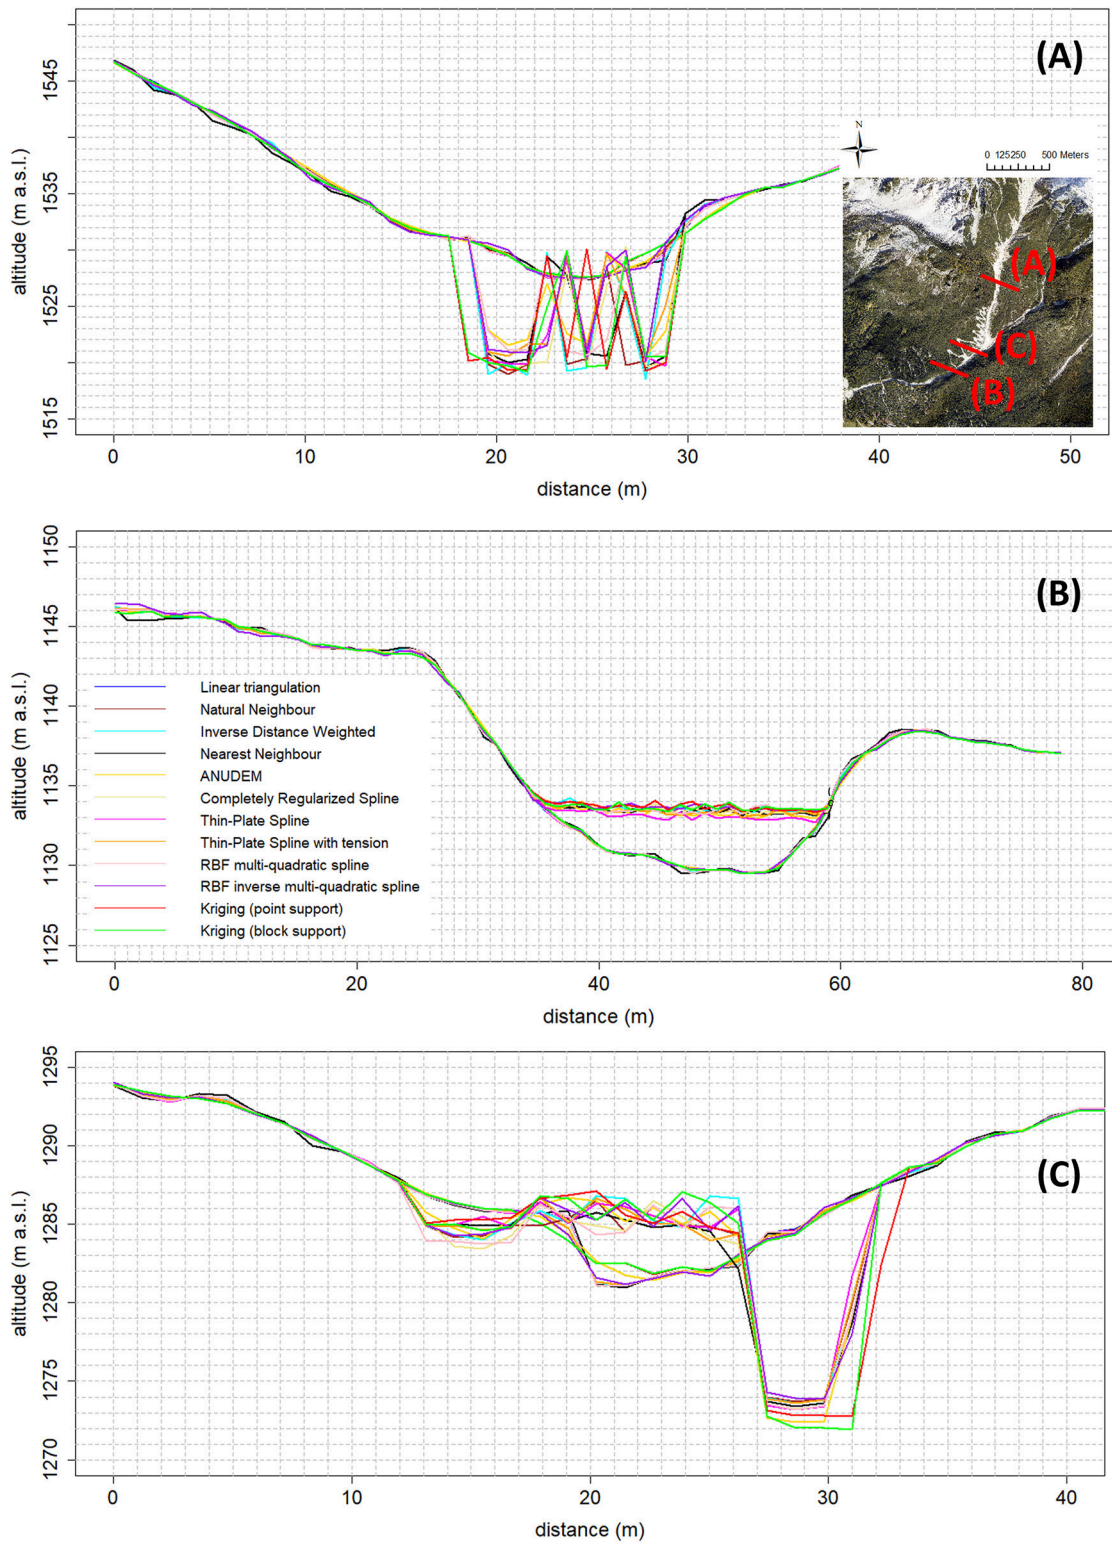 (A)
1545
1535
1525
1515
altitude (m a.s.l.)
N
0 125250 500 Meters
(A)
(C)
(B)
0 10 20 30 40 50
distance (m)
(B)
1150
1145
1140
1135
1130
1125
altitude (m a.s.l.)
Linear triangulation
Natural Neighbour
Inverse Distance Weighted
Nearest Neighbour
ANUDEM
Completely Regularized Spline
Thin-Plate Spline
Thin-Plate Spline with tension
RBF multi-quadratic spline
RBF inverse multi-quadratic spline
Kriging (point support)
Kriging (block support)
0 20 40 60 80
distance (m)
(C)
1295
1290
1285
1280
1275
1270
altitude (m a.s.l.)
0 10 20 30 40
distance (m)